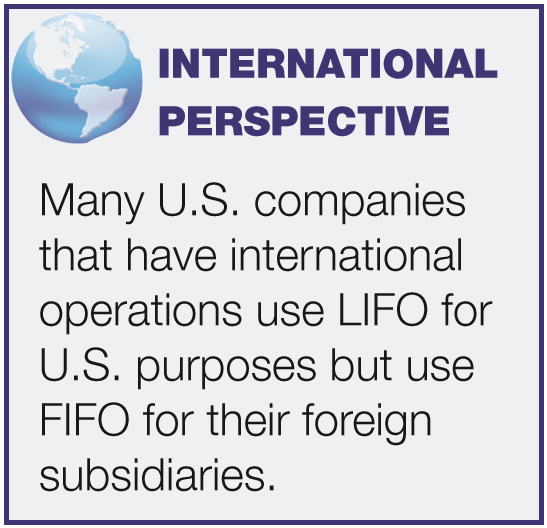 INTERNATIONAL
PERSPECTIVE
Many U.S. companies
that have international
operations use LIFO for
U.S. purposes but use
FIFO for their foreign
subsidiaries.